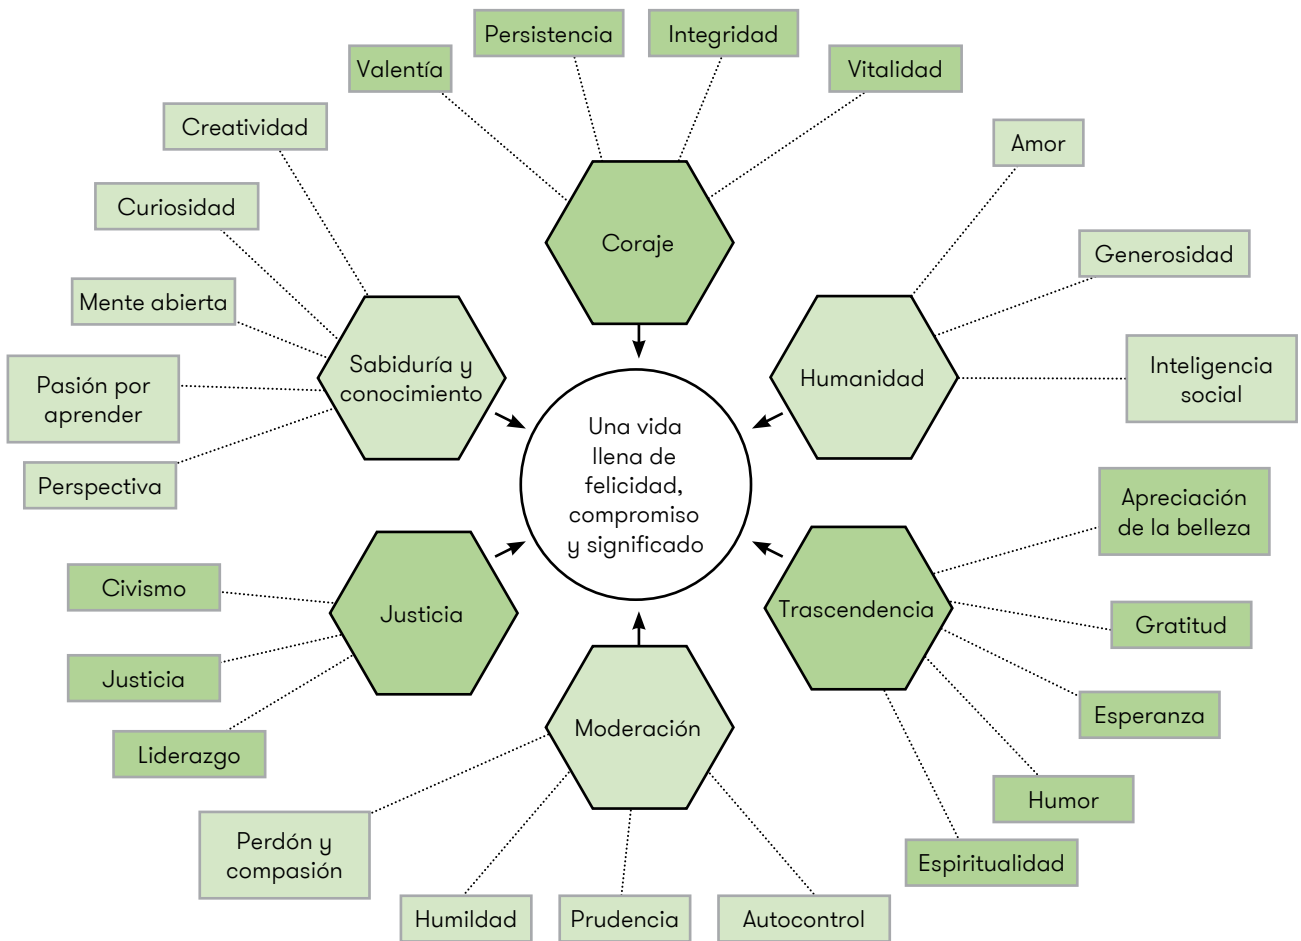 Persistencia
Integridad
Valentía
Vitalidad
Creatividad
Amor
Curiosidad
Coraje
Generosidad
Mente abierta
Sabiduría y
conocimiento
Humanidad
Inteligencia
social
Pasión por
aprender
Perspectiva
Una vida
llena de
felicidad,
compromiso
y significado
Apreciación
de la belleza
Civismo
Justicia
Trascendencia
Gratitud
Justicia
Esperanza
Liderazgo
Moderación
Humor
Perdón y
compasión
Espiritualidad
Humildad
Prudencia
Autocontrol